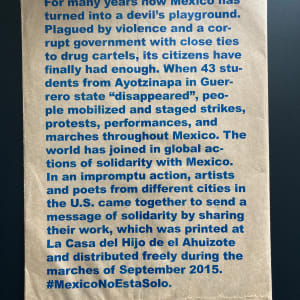 For many years now Mexico has
turned into a devil's playground.
Plagued by violence and a cor-
rupt government with close ties
to drug cartels, its citizens have
finally had enough. When 43 stu-
dents from Ayotzinapa in Guer-
rero state “disappeared”, peo-
ple mobilized and staged strikes,
protests, performances, and
marches throughout Mexico. The
world has joined in global ac-
tions of solidarity with Mexico.
In an impromptu action, artists
and poets from different cities in
the U.S. came together to send a
message of solidarity by sharing
their work, which was printed at
La Casa del Hijo de el Ahuizote
and distributed freely during the
marches of September 2015.
#MexicoNoEstaSolo.